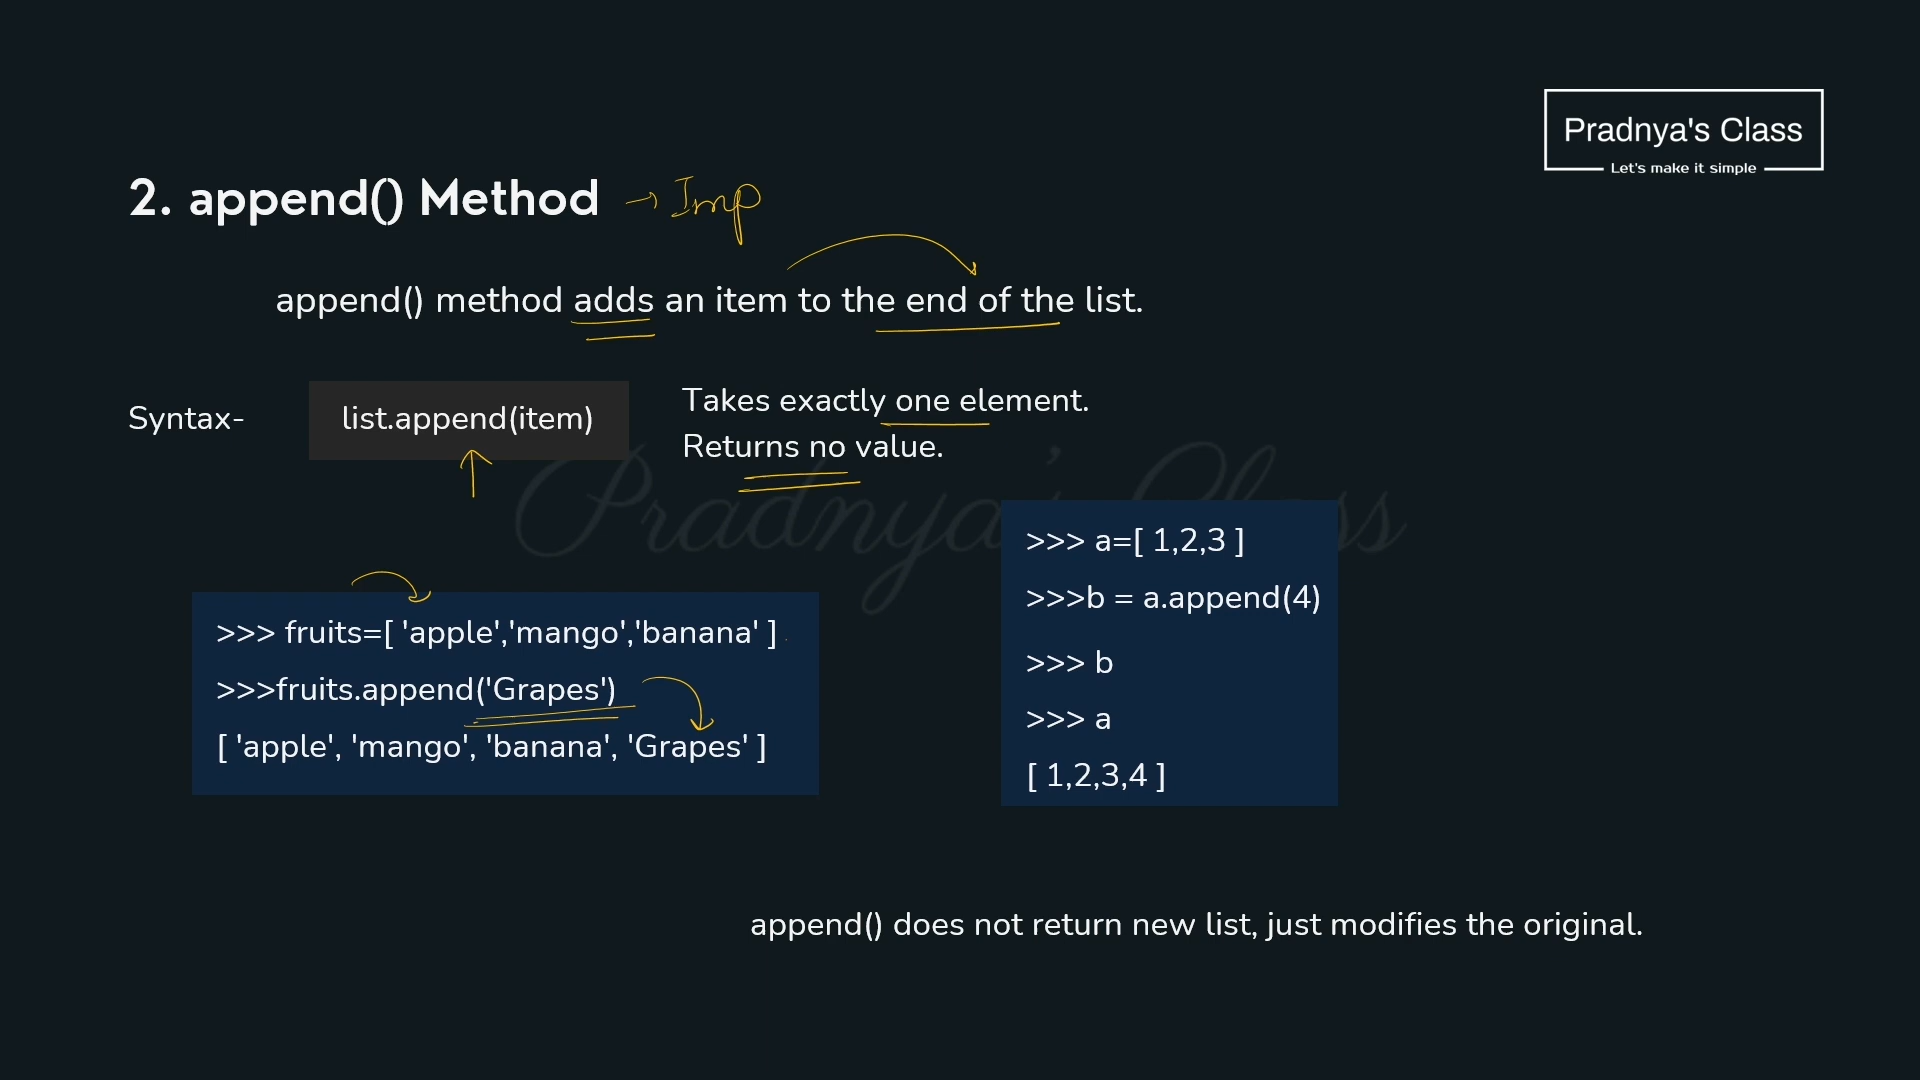 Pradnya's Class
Let's make it simple
2. append() Method → Imp
append() method adds an item to the end of the list.
Syntax-
list.append(item)
Takes exactly one element.
Returns no value.
Pradnya's Class
>>> fruits=[ 'apple','mango','banana' ]
>>>fruits.append('Grapes')
[ 'apple', 'mango', 'banana', 'Grapes' ]
>>> a=[ 1,2,3 ]
>>>b = a.append(4)
>>> b
>>> a
[ 1,2,3,4 ]
append() does not return new list, just modifies the original.